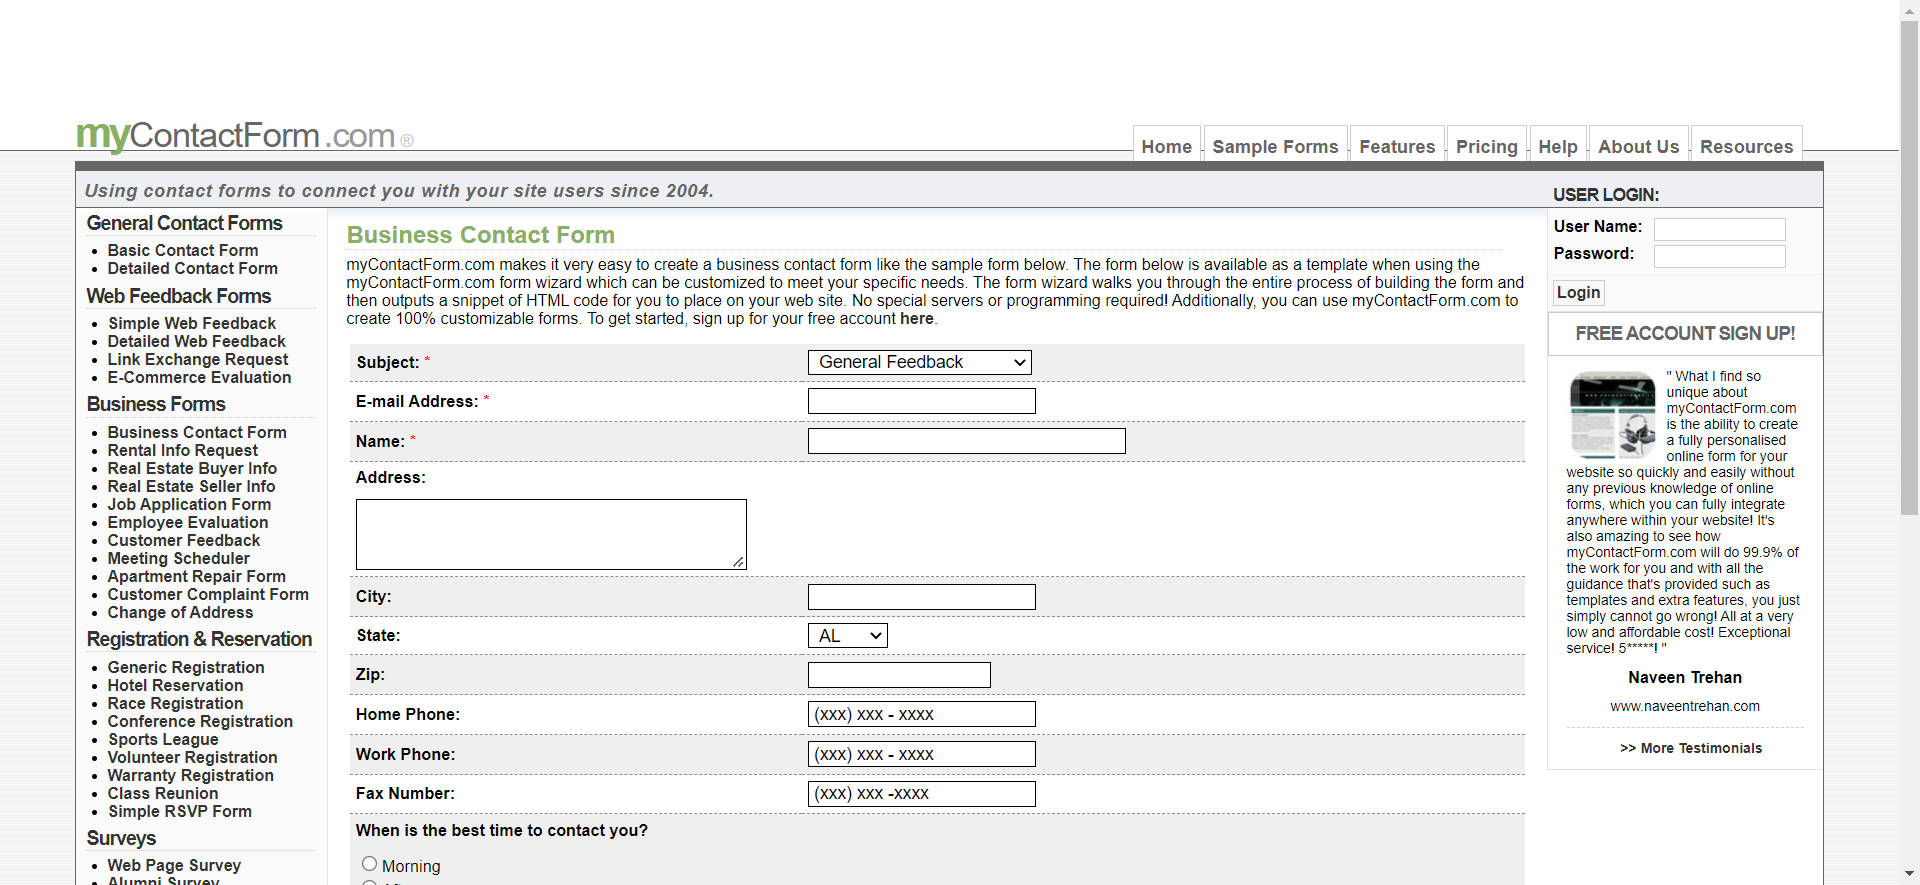 myContactForm.com®
Home
Sample Forms
Features
Pricing
Help
About Us
Resources
Using contact forms to connect you with your site users since 2004.
General Contact Forms
Basic Contact Form
Detailed Contact Form
Web Feedback Forms
Simple Web Feedback
Detailed Web Feedback
Link Exchange Request
E-Commerce Evaluation
Business Forms
Business Contact Form
Rental Info Request
Real Estate Buyer Info
Real Estate Seller Info
Job Application Form
Employee Evaluation
Customer Feedback
Meeting Scheduler
Apartment Repair Form
Customer Complaint Form
Change of Address
Registration & Reservation
Generic Registration
Hotel Reservation
Race Registration
Conference Registration
Sports League
Volunteer Registration
Warranty Registration
Class Reunion
Simple RSVP Form
Surveys
Web Page Survey
Alumni Survey
Business Contact Form
myContactForm.com makes it very easy to create a business contact form like the sample form below. The form below is available as a template when using the
myContactForm.com form wizard which can be customized to meet your specific needs. The form wizard walks you through the entire process of building the form and
then outputs a snippet of HTML code for you to place on your web site. No special servers or programming required! Additionally, you can use myContactForm.com to
create 100% customizable forms. To get started, sign up for your free account here.
Subject: *
General Feedback
E-mail Address: *
Name: *
Address:
City:
State:
AL
Zip:
Home Phone:
(xxx) xxx - xxxx
Work Phone:
(xxx) xxx - xxxx
Fax Number:
(xxx) xxx -xxxx
When is the best time to contact you?
Morning
USER LOGIN:
User Name:
Password:
Login
FREE ACCOUNT SIGN UP!
" What I find so
unique about
myContactForm.com
is the ability to create
a fully personalised
online form for your
website so quickly and easily without
any previous knowledge of online
forms, which you can fully integrate
anywhere within your website! It's
also amazing to see how
myContactForm.com will do 99.9% of
the work for you and with all the
guidance that's provided such as
templates and extra features, you just
simply cannot go wrong! All at a very
low and affordable cost! Exceptional
service! 5*****! "
Naveen Trehan
www.naveentrehan.com
>> More Testimonials